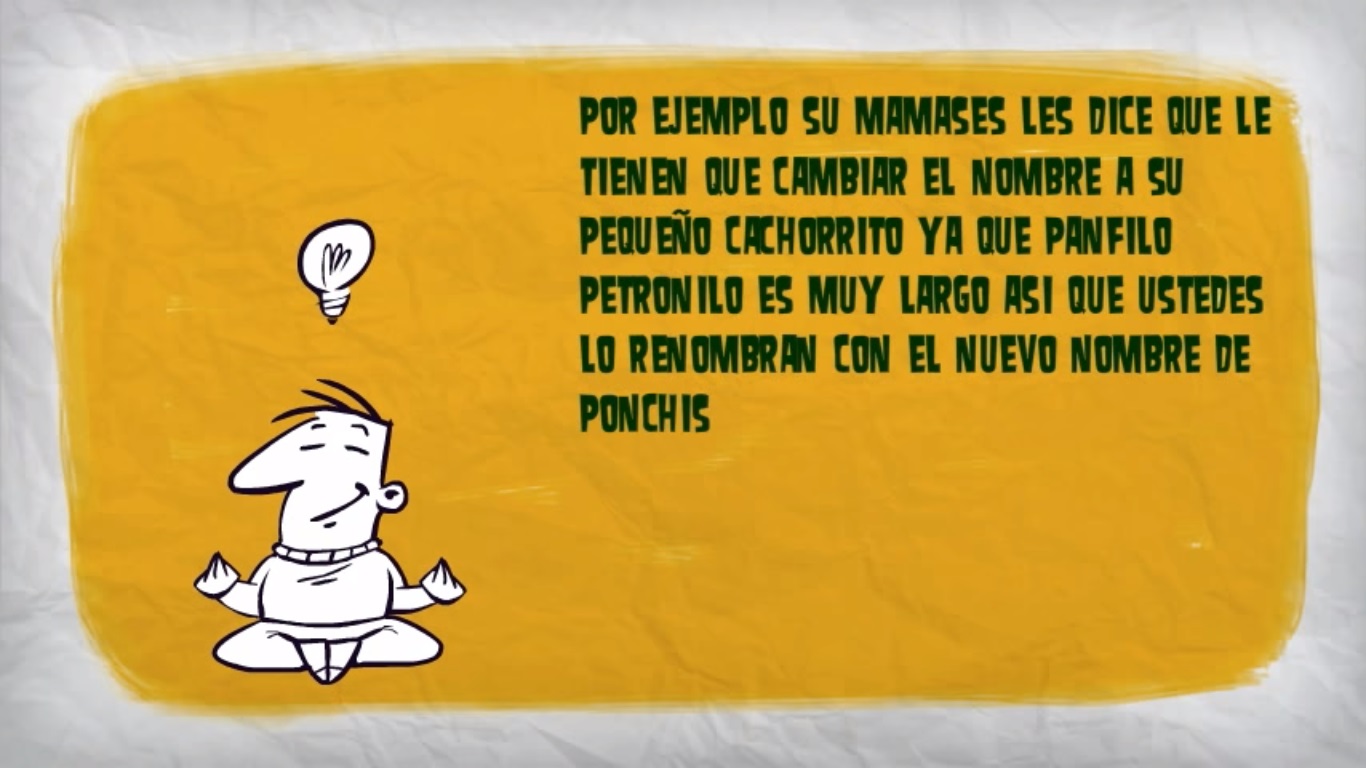 POR EJEMPLO SU MAMASES LES DICE QUE LE
TIENEN QUE CAMBIAR EL NOMBRE A SU
PEQUEÑO CACHORRITO YA QUE PANFILO
PETRONILO ES MUY LARGO ASI QUE USTEDES
LO RENOMBRAN CON EL NUEVO NOMBRE DE
PONCHIS